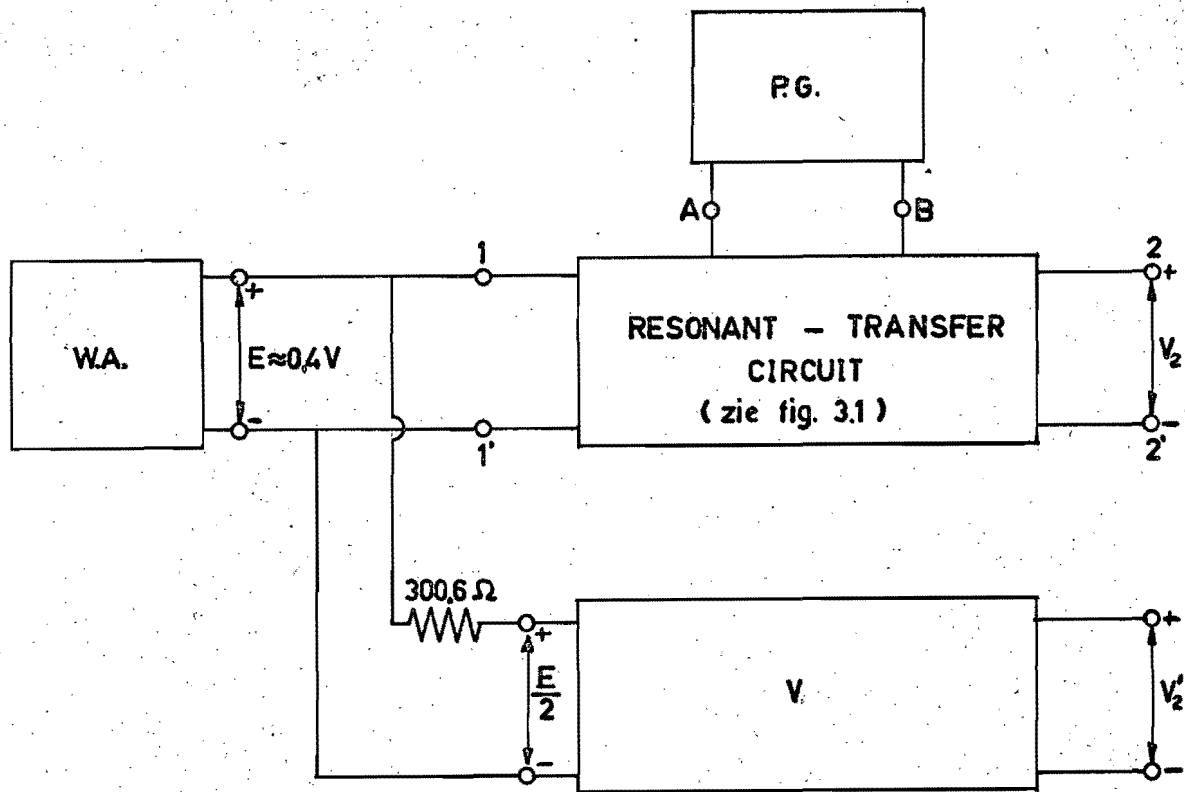 P.G.
A
B
1
2
+
+
W.A.
E≈0,4V
RESONANT – TRANSFER
CIRCUIT
( zie fig. 3.1 )
V₂
-
-
1'
2'
300,6 Ω
+
+
E/2
V.
V₂'
-
-